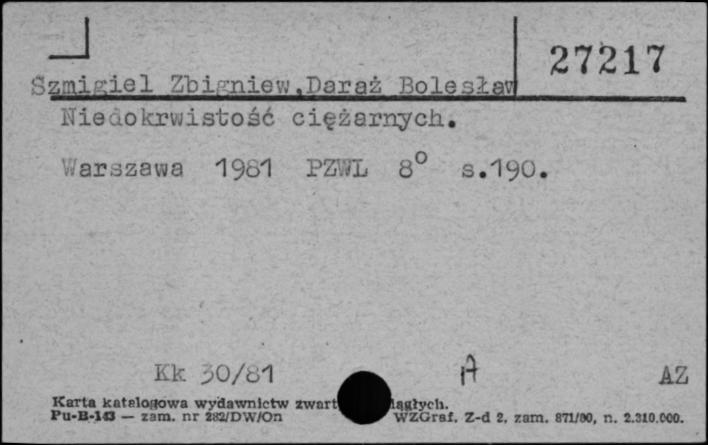 27217
Szmigiel Zbigniew,Daraż Bolesław
Niedokrwistość ciężarnych.
Warszawa 1981 PZWL 8° s.190.
Kk 30/81 A AZ
Karta katalogowa wydawnictw zwart łągłych.
Pu-B-143 — zam. nr 282/DW/On WZGraf. Z-d 2, zam. 871/80, n. 2.310.000.